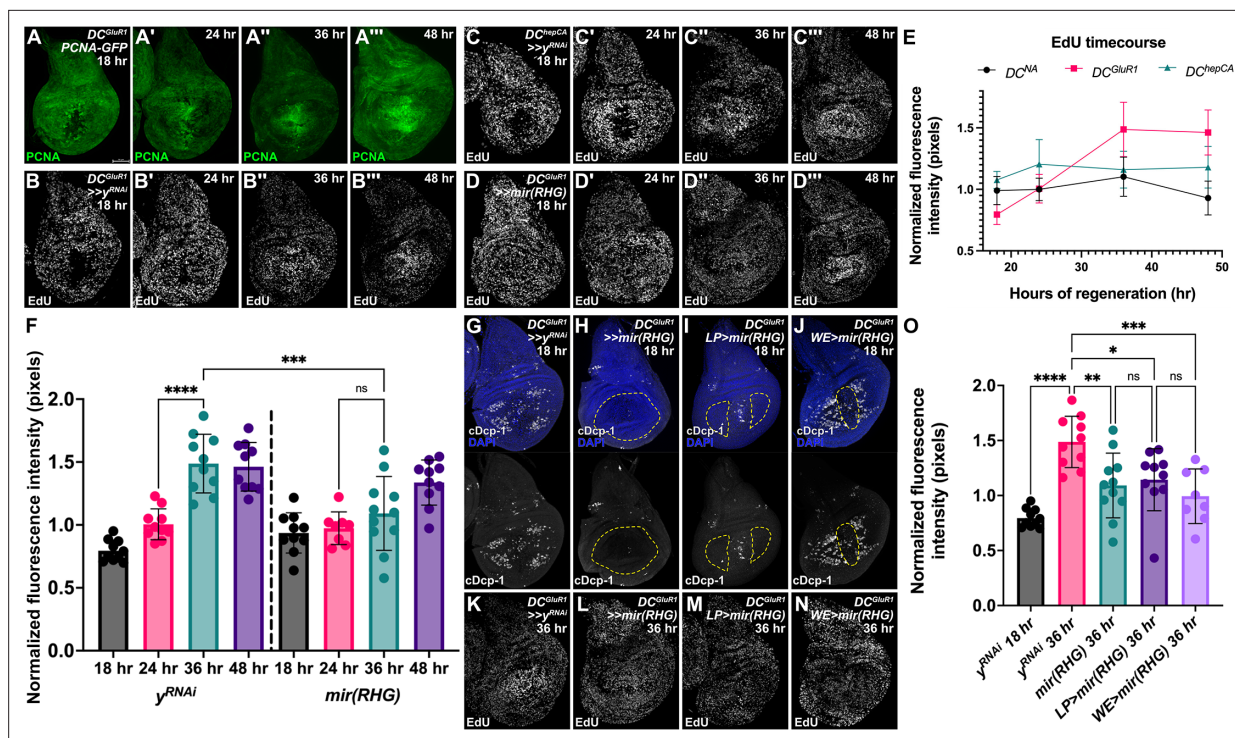 A
DC^GluR1
PCNA-GFP
18 hr
PCNA
A'
24 hr
PCNA
A''
36 hr
PCNA
A'''
48 hr
PCNA
B
DC^GluR1
>>y^RNAi
18 hr
EdU
B'
24 hr
EdU
B''
36 hr
EdU
B'''
48 hr
EdU
C
DC^hepCA
>>y^RNAi
18 hr
EdU
C'
24 hr
EdU
C''
36 hr
EdU
C'''
48 hr
EdU
D
DC^GluR1
>>mir(RHG)
18 hr
EdU
D'
24 hr
EdU
D''
36 hr
EdU
D'''
48 hr
EdU
E
EdU timecourse
DC^NA DC^GluR1 DC^hepCA
Normalized fluorescence
intensity (pixels)
1.5
1.0
0.5
20 30 40 50
Hours of regeneration (hr)
F
Normalized fluorescence intensity (pixels)
2.0
1.5
1.0
0.5
0.0
****
***
ns
18 hr 24 hr 36 hr 48 hr 18 hr 24 hr 36 hr 48 hr
y^RNAi mir(RHG)
G
DC^GluR1
>>y^RNAi
18 hr
cDcp-1
DAPI
cDcp-1
H
DC^GluR1
>>mir(RHG)
18 hr
cDcp-1
DAPI
cDcp-1
I
DC^GluR1
LP>mir(RHG)
18 hr
cDcp-1
DAPI
cDcp-1
J
DC^GluR1
WE>mir(RHG)
18 hr
cDcp-1
DAPI
cDcp-1
K
DC^GluR1
>>y^RNAi
36 hr
EdU
L
DC^GluR1
>>mir(RHG)
36 hr
EdU
M
DC^GluR1
LP>mir(RHG)
36 hr
EdU
N
DC^GluR1
WE>mir(RHG)
36 hr
EdU
O
Normalized fluorescence
intensity (pixels)
2.0
1.5
1.0
0.5
0.0
***
*
**** ** ns ns
y^RNAi 18 hr
y^RNAi 36 hr
mir(RHG) 36 hr
LP>mir(RHG) 36 hr
WE>mir(RHG) 36 hr